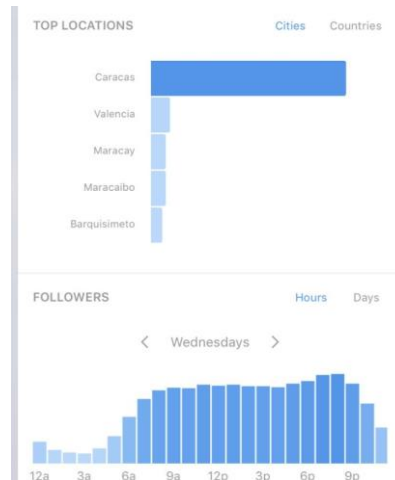 TOP LOCATIONS Cities Countries
Caracas
Valencia
Maracay
Maracaibo
Barquisimeto
FOLLOWERS Hours Days
< Wednesdays >
12a 3a 6a 9a 12p 3p 6p 9p